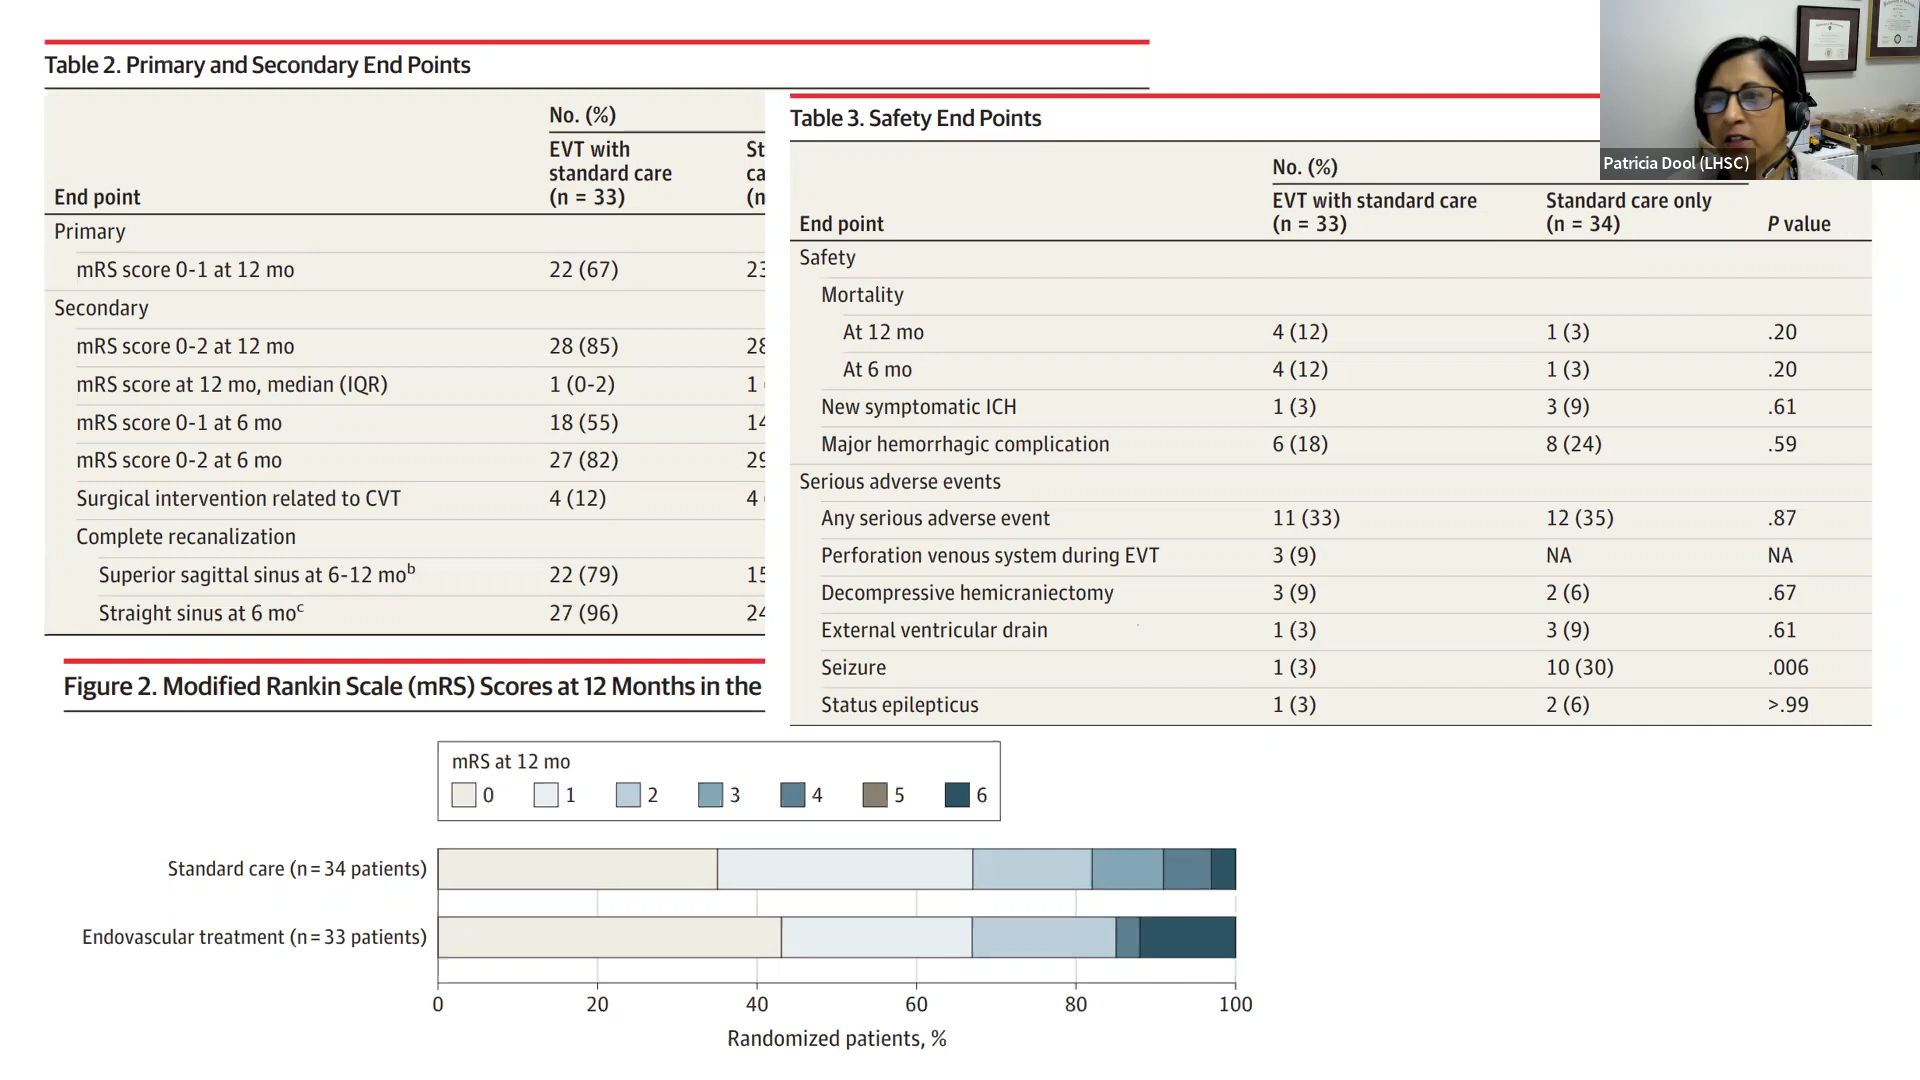 Table 2. Primary and Secondary End Points
No. (%)
EVT with
standard care
(n = 33)
St
ca
(n
End point
Primary
mRS score 0-1 at 12 mo 22 (67) 23
Secondary
mRS score 0-2 at 12 mo 28 (85) 28
mRS score at 12 mo, median (IQR) 1 (0-2) 1
mRS score 0-1 at 6 mo 18 (55) 14
mRS score 0-2 at 6 mo 27 (82) 29
Surgical intervention related to CVT 4 (12) 4
Complete recanalization
Superior sagittal sinus at 6-12 mob 22 (79) 15
Straight sinus at 6 moc 27 (96) 24
Table 3. Safety End Points
No. (%)
EVT with standard care
(n = 33)
Standard care only
(n = 34)
End point
P value
Safety
Mortality
At 12 mo 4 (12) 1 (3) .20
At 6 mo 4 (12) 1 (3) .20
New symptomatic ICH 1 (3) 3 (9) .61
Major hemorrhagic complication 6 (18) 8 (24) .59
Serious adverse events
Any serious adverse event 11 (33) 12 (35) .87
Perforation venous system during EVT 3 (9) NA NA
Decompressive hemicraniectomy 3 (9) 2 (6) .67
External ventricular drain 1 (3) 3 (9) .61
Seizure 1 (3) 10 (30) .006
Status epilepticus 1 (3) 2 (6) >.99
Patricia Dool (LHSC)
Figure 2. Modified Rankin Scale (mRS) Scores at 12 Months in the
mRS at 12 mo
0 1 2 3 4 5 6
Standard care (n = 34 patients)
Endovascular treatment (n = 33 patients)
0 20 40 60 80 100
Randomized patients, %